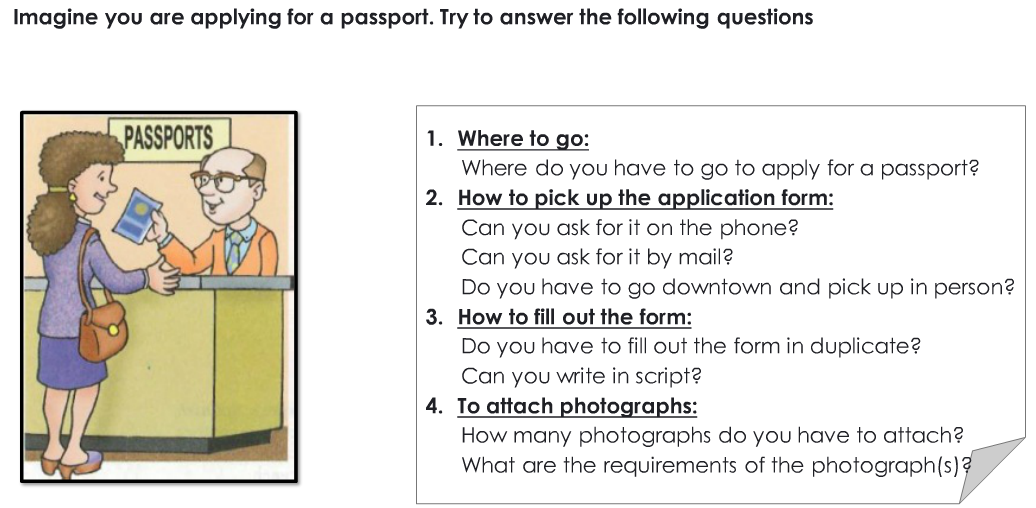 Imagine you are applying for a passport. Try to answer the following questions
PASSPORTS
1. Where to go:
Where do you have to go to apply for a passport?
2. How to pick up the application form:
Can you ask for it on the phone?
Can you ask for it by mail?
Do you have to go downtown and pick up in person?
3. How to fill out the form:
Do you have to fill out the form in duplicate?
Can you write in script?
4. To attach photographs:
How many photographs do you have to attach?
What are the requirements of the photograph(s)?